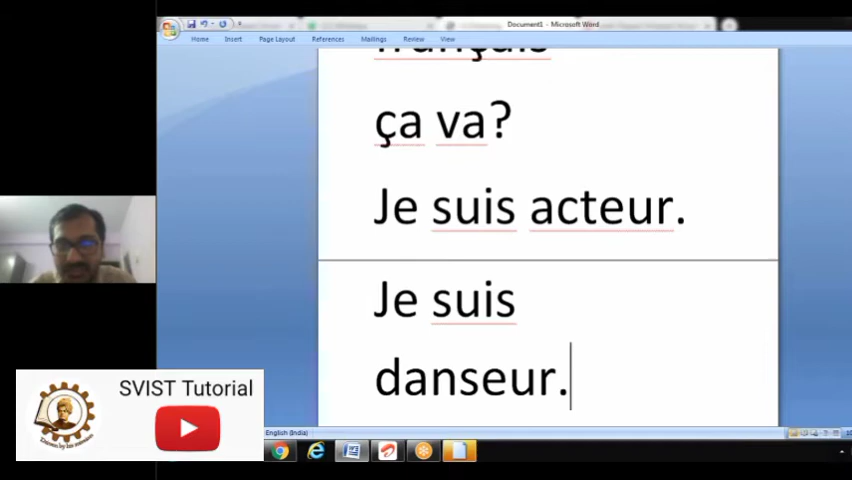 Document1 - Microsoft Word
Home Insert Page Layout References Mailings Review View
français
ça va?
Je suis acteur.
Je suis
danseur.
SVIST Tutorial
English (India)